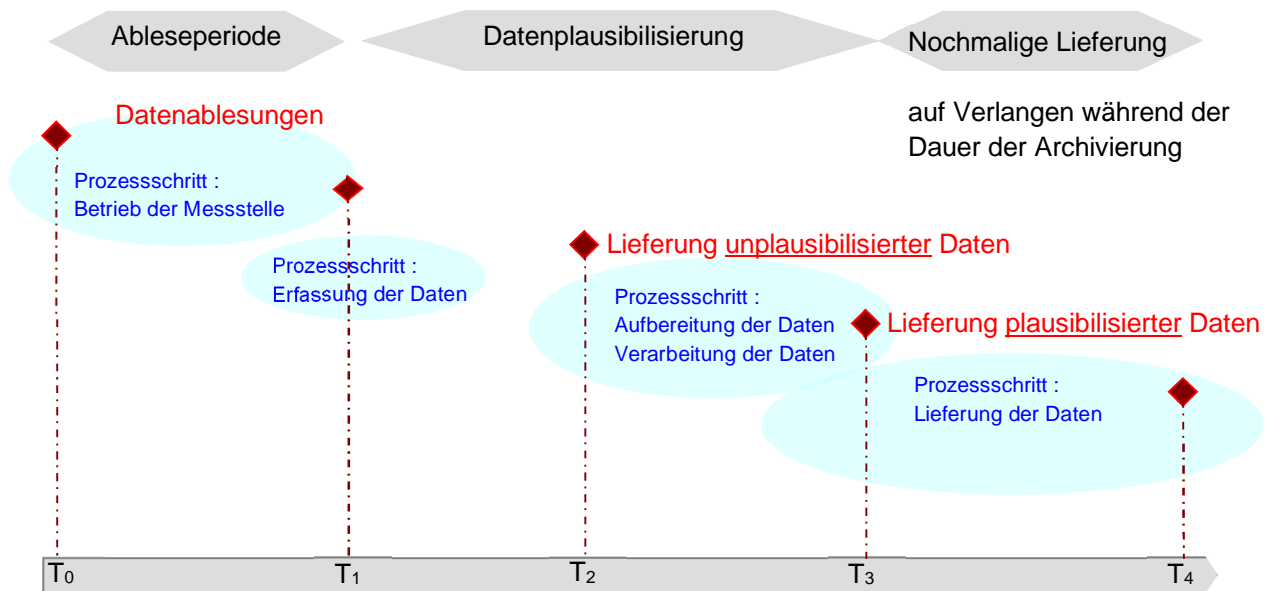 Ableseperiode
Datenplausibilisierung
Nochmalige Lieferung
auf Verlangen während der
Dauer der Archivierung
Datenablesungen
Prozessschritt :
Betrieb der Messstelle
Prozessschritt :
Erfassung der Daten
Lieferung unplausibilisierter Daten
Prozessschritt :
Aufbereitung der Daten
Verarbeitung der Daten
Lieferung plausibilisierter Daten
Prozessschritt :
Lieferung der Daten
T0
T1
T2
T3
T4